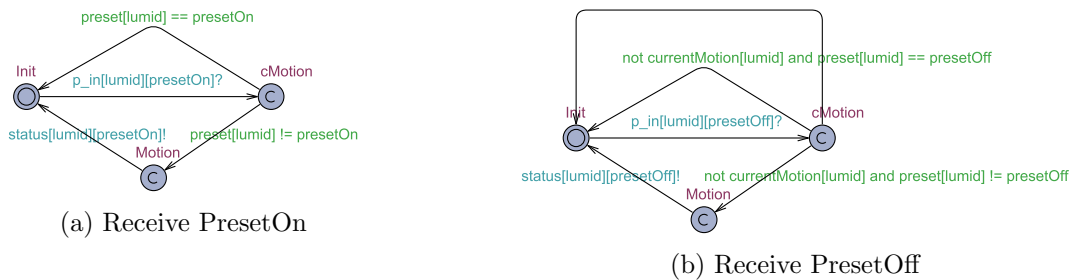 preset[lumid] == presetOn
Init
p_in[lumid][presetOn]?
cMotion
C
status[lumid][presetOn]!
preset[lumid] != presetOn
Motion
C
(a) Receive PresetOn
not currentMotion[lumid] and preset[lumid] == presetOff
Init
p_in[lumid][presetOff]?
cMotion
C
status[lumid][presetOff]!
not currentMotion[lumid] and preset[lumid] != presetOff
Motion
C
(b) Receive PresetOff